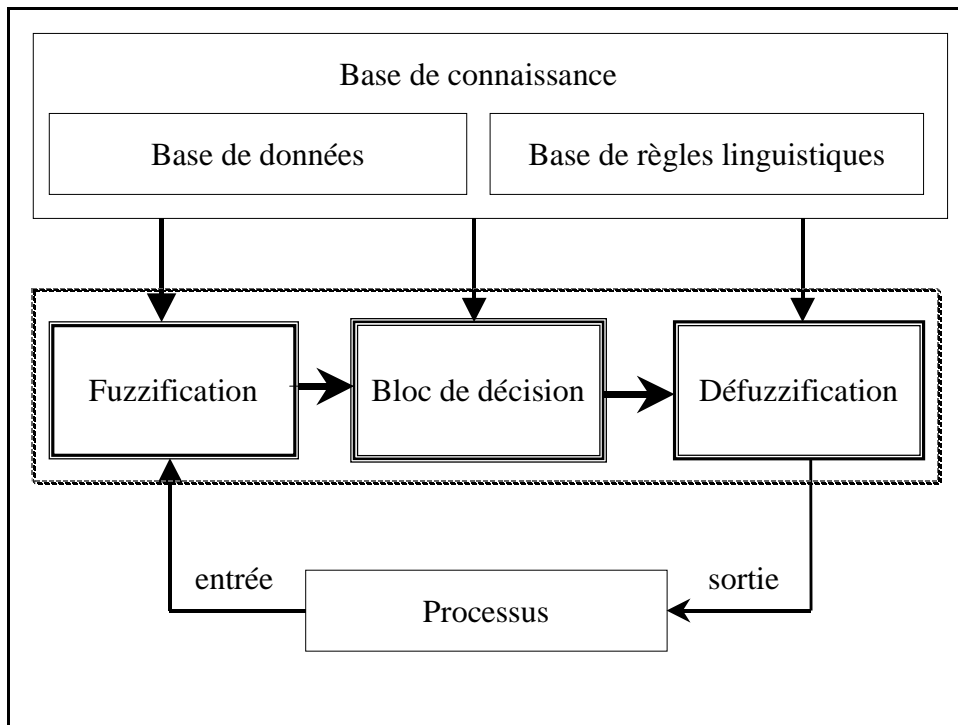 Base de connaissance
Base de données
Base de règles linguistiques
Fuzzification
Bloc de décision
Défuzzification
entrée
sortie
Processus